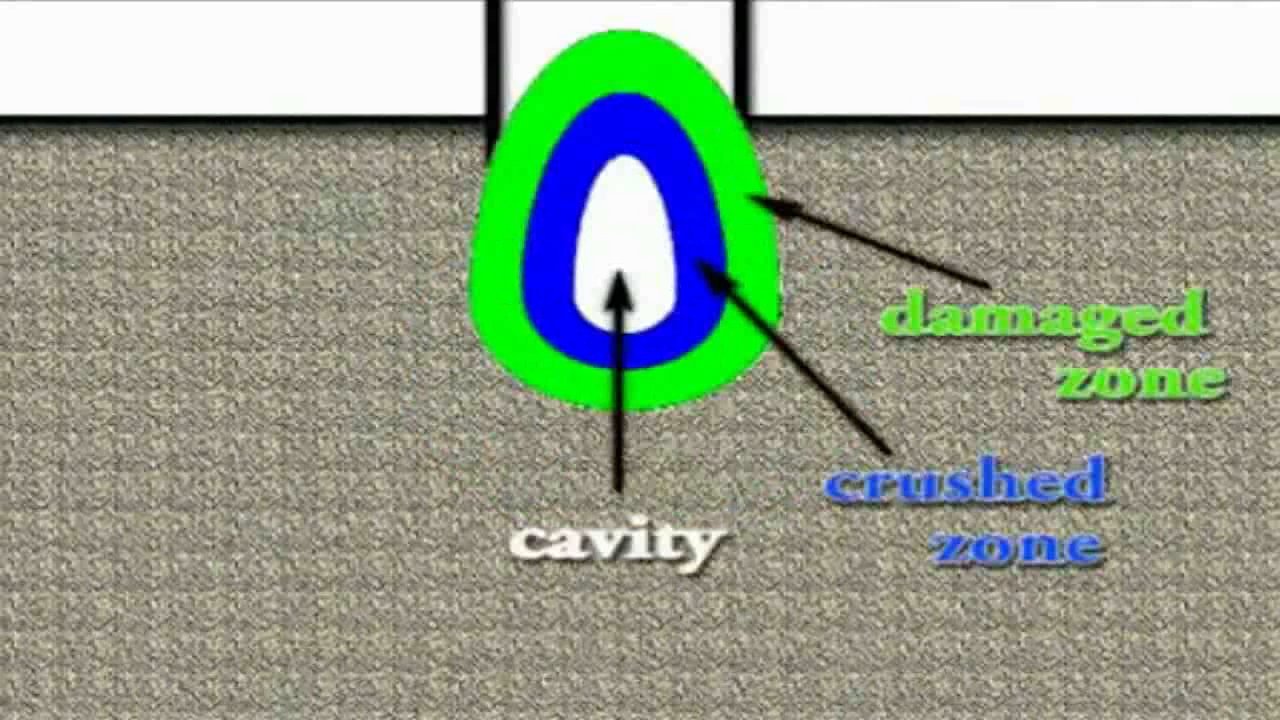 damaged
zone
crushed
zone
cavity